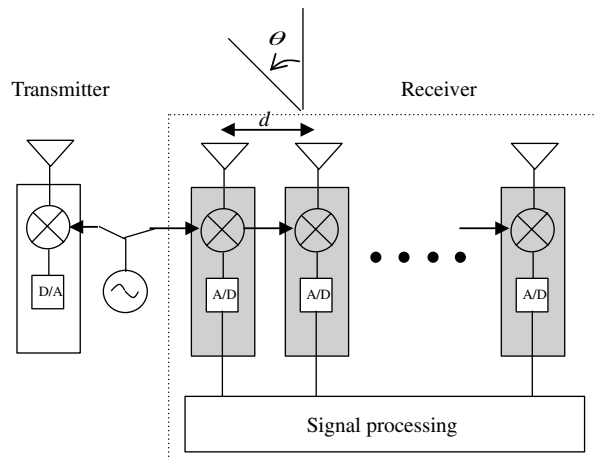 θ
Transmitter
Receiver
d
D/A
A/D
A/D
A/D
Signal processing